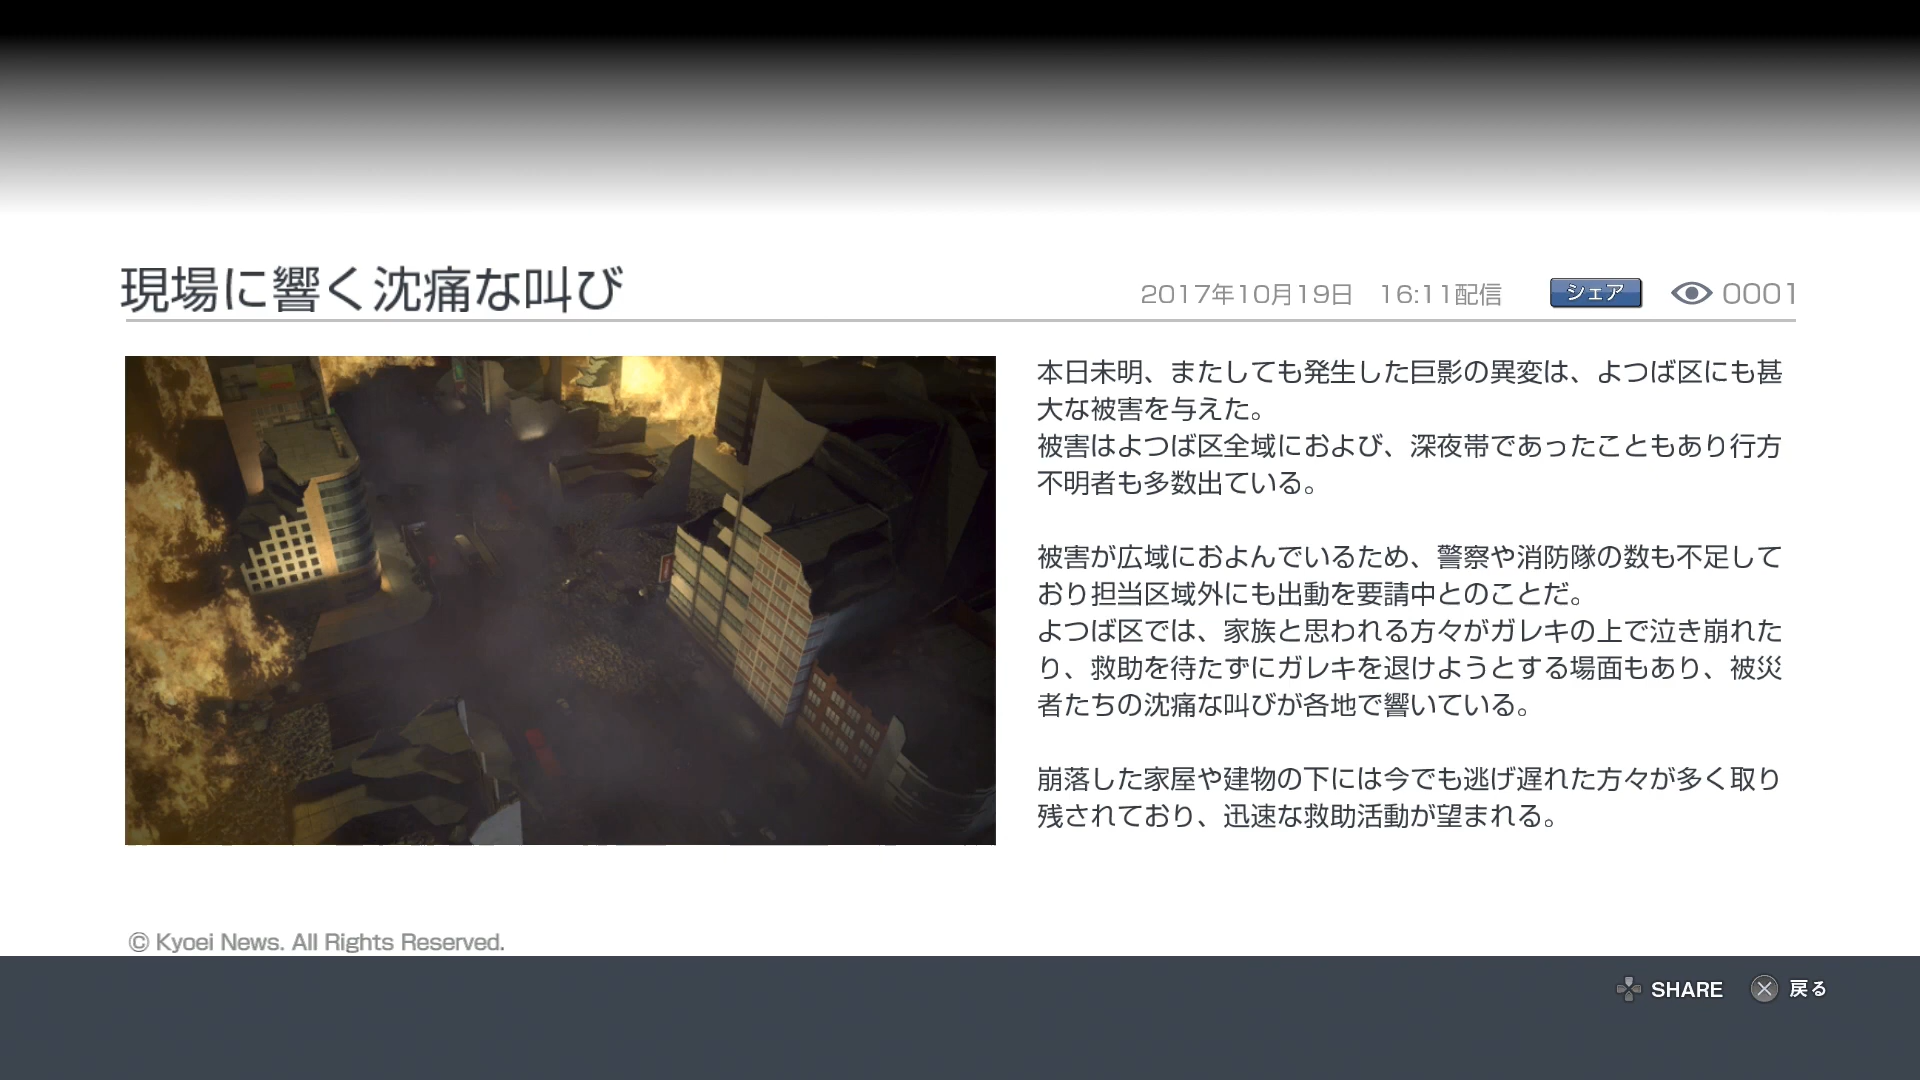 現場に響く沈痛な叫び
2017年10月19日 16:11配信
シェア
0001
本日未明、またしても発生した巨影の異変は、よつば区にも甚
大な被害を与えた。
被害はよつば区全域におよび、深夜帯であったこともあり行方
不明者も多数出ている。
被害が広域におよんでいるため、警察や消防隊の数も不足して
おり担当区域外にも出動を要請中とのことだ。
よつば区では、家族と思われる方々がガレキの上で泣き崩れた
り、救助を待たずにガレキを退けようとする場面もあり、被災
者たちの沈痛な叫びが各地で響いている。
崩落した家屋や建物の下には今でも逃げ遅れた方々が多く取り
残されており、迅速な救助活動が望まれる。
© Kyoei News. All Rights Reserved.
SHARE
戻る